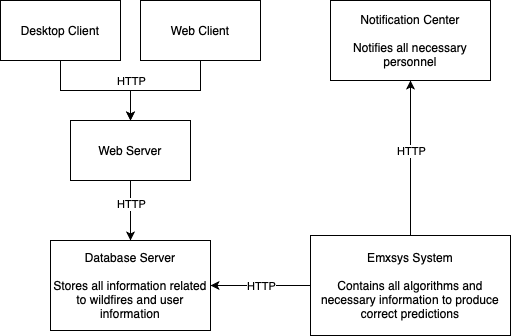 Desktop Client
Web Client
Notification Center
Notifies all necessary
personnel
HTTP
Web Server
HTTP
HTTP
Database Server
Stores all information related
to wildfires and user
information
HTTP
Emxsys System
Contains all algorithms and
necessary information to produce
correct predictions